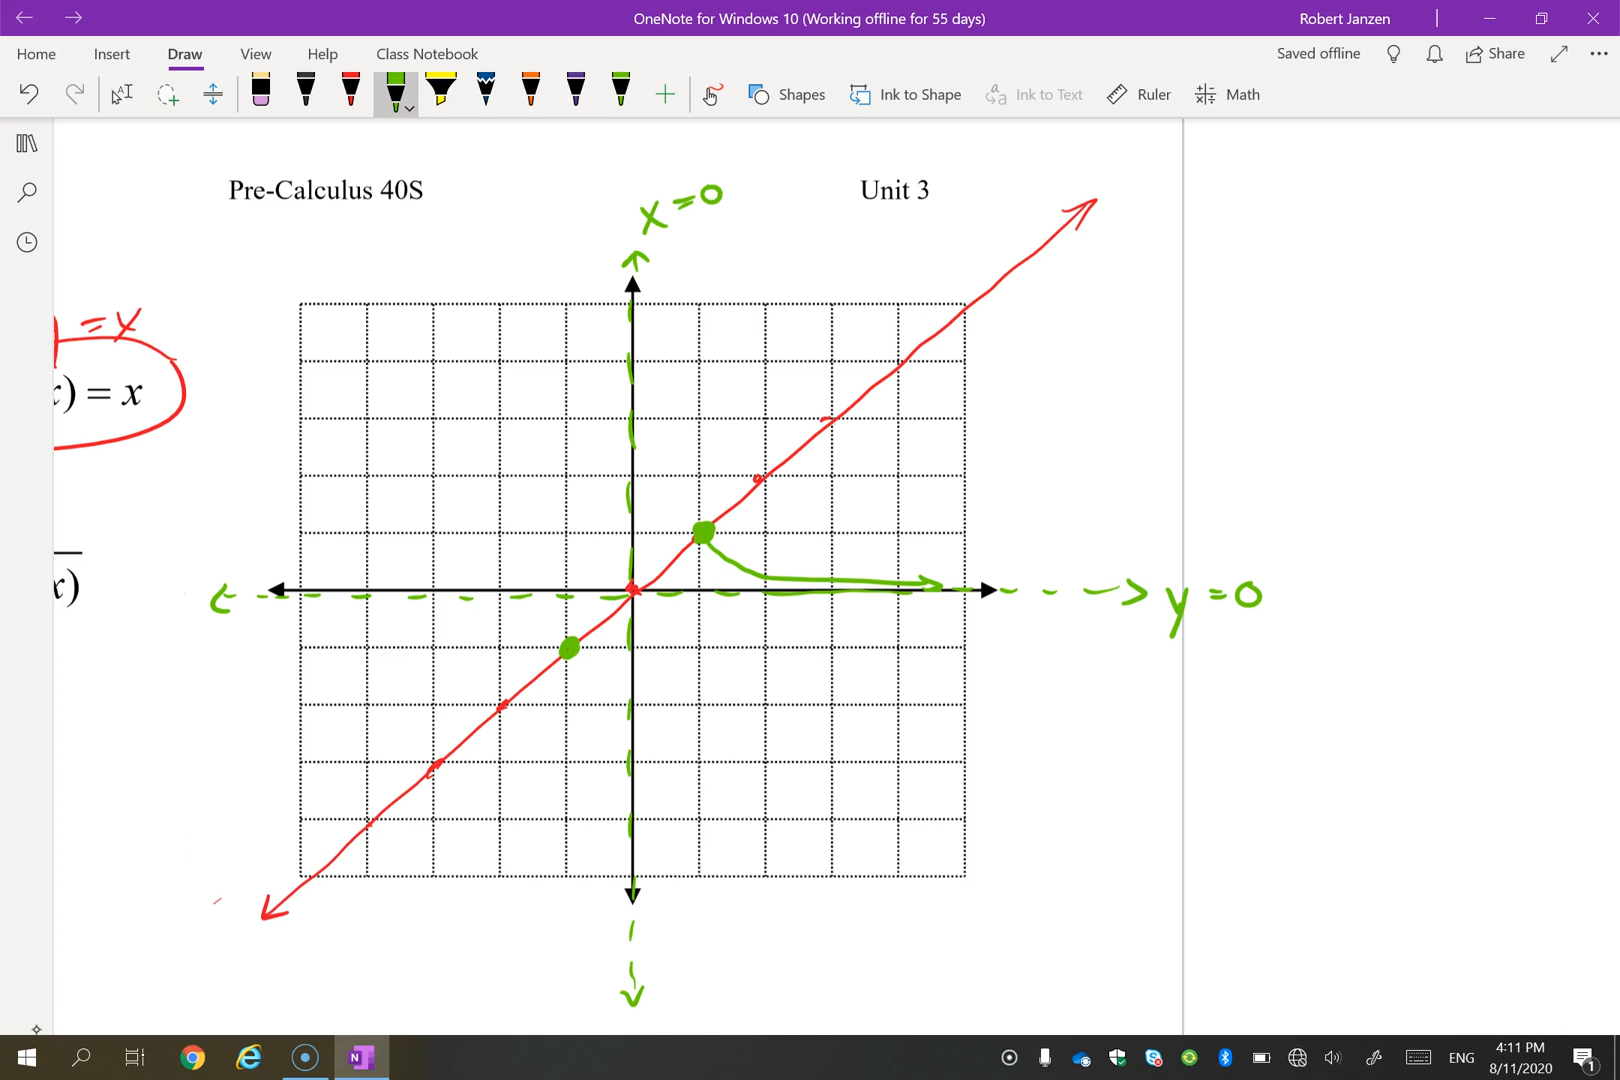 OneNote for Windows 10 (Working offline for 55 days)
Robert Janzen
Home Insert Draw View Help Class Notebook
Saved offline Share
Shapes Ink to Shape Ink to Text Ruler Math
Pre-Calculus 40S
Unit 3
x = 0
= x
) = x
x)
y = 0
ENG
4:11 PM
8/11/2020
1